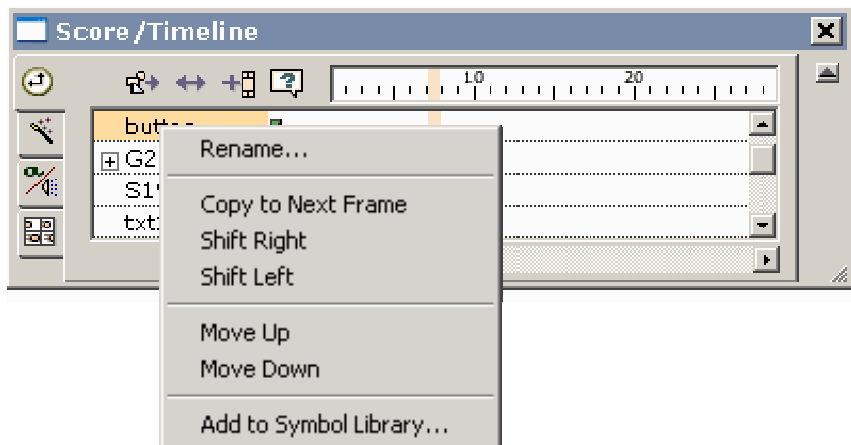 Score/Timeline
10 20
button
G2
S1
txt
Rename...
Copy to Next Frame
Shift Right
Shift Left
Move Up
Move Down
Add to Symbol Library...